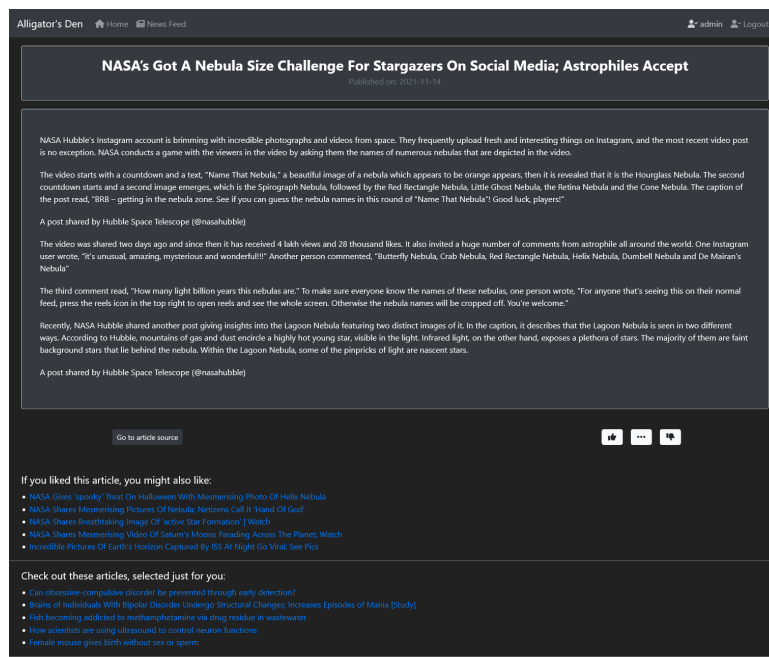 Alligator's Den Home News Feed admin Logout
NASA's Got A Nebula Size Challenge For Stargazers On Social Media; Astrophiles Accept
Published on: 2021-11-14
NASA Hubble's Instagram account is brimming with incredible photographs and videos from space. They frequently upload fresh and interesting things on Instagram, and the most recent video post
is no exception. NASA conducts a game with the viewers in the video by asking them the names of numerous nebulas that are depicted in the video.
The video starts with a countdown and a text, "Name That Nebula," a beautiful image of a nebula which appears to be orange appears, then it is revealed that it is the Hourglass Nebula. The second
countdown starts and a second image emerges, which is the Spirograph Nebula, followed by the Red Rectangle Nebula, Little Ghost Nebula, the Retina Nebula and the Cone Nebula. The caption of
the post read, "BRB – getting in the nebula zone. See if you can guess the nebula names in this round of "Name That Nebula"! Good luck, players!"
A post shared by Hubble Space Telescope (@nasahubble)
The video was shared two days ago and since then it has received 4 lakh views and 28 thousand likes. It also invited a huge number of comments from astrophile all around the world. One Instagram
user wrote, "it's unusual, amazing, mysterious and wonderful!!!" Another person commented, "Butterfly Nebula, Crab Nebula, Red Rectangle Nebula, Helix Nebula, Dumbell Nebula and De Mairan's
Nebula"
The third comment read, "How many light billion years this nebulas are." To make sure everyone know the names of these nebulas, one person wrote, "For anyone that's seeing this on their normal
feed, press the reels icon in the top right to open reels and see the whole screen. Otherwise the nebula names will be cropped off. You're welcome."
Recently, NASA Hubble shared another post giving insights into the Lagoon Nebula featuring two distinct images of it. In the caption, it describes that the Lagoon Nebula is seen in two different
ways. According to Hubble, mountains of gas and dust encircle a highly hot young star, visible in the light. Infrared light, on the other hand, exposes a plethora of stars. The majority of them are faint
background stars that lie behind the nebula. Within the Lagoon Nebula, some of the pinpricks of light are nascent stars.
A post shared by Hubble Space Telescope (@nasahubble)
Go to article source
If you liked this article, you might also like:
NASA Gives 'spooky' Treat On Halloween With Mesmerising Photo Of Helix Nebula
NASA Shares Mesmerising Pictures Of Nebula; Netizens Call It 'Hand Of God'
NASA Shares Breathtaking Image Of 'active Star Formation' | Watch
NASA Shares Mesmerising Video Of Saturn's Moons Parading Across The Planet; Watch
Incredible Pictures Of Earth's Horizon Captured By ISS At Night Go Viral; See Pics
Check out these articles, selected just for you:
Can obsessive-compulsive disorder be prevented through early detection?
Brains of Individuals With Bipolar Disorder Undergo Structural Changes; Increases Episodes of Mania [Study]
Fish becoming addicted to methamphetamine via drug residue in wastewater
How scientists are using ultrasound to control neuron functions
Female mouse gives birth without sex or sperm